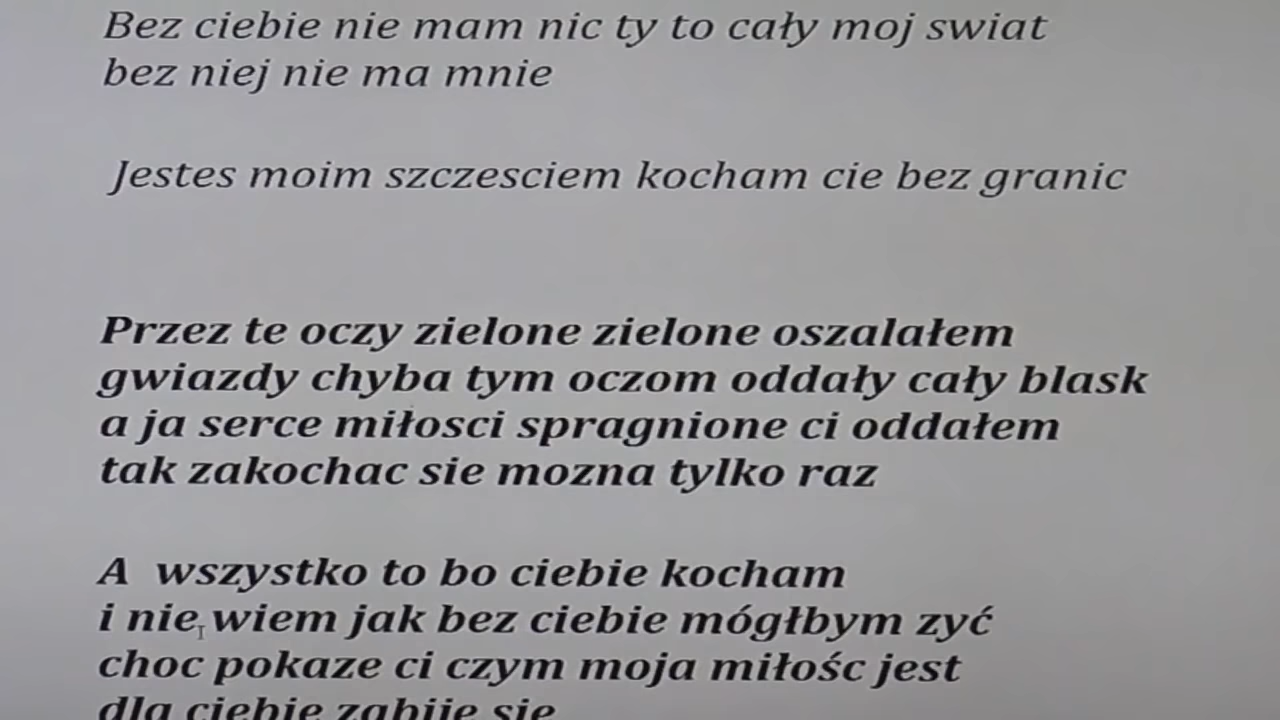 Bez ciebie nie mam nic ty to cały moj swiat
bez niej nie ma mnie
Jestes moim szczesciem kocham cie bez granic
Przez te oczy zielone zielone oszalałem
gwiazdy chyba tym oczom oddały cały blask
a ja serce miłosci spragnione ci oddałem
tak zakochac sie mozna tylko raz
A wszystko to bo ciebie kocham
i nie wiem jak bez ciebie mógłbym zyć
choc pokaze ci czym moja miłośc jest
dla ciebie zabije sie